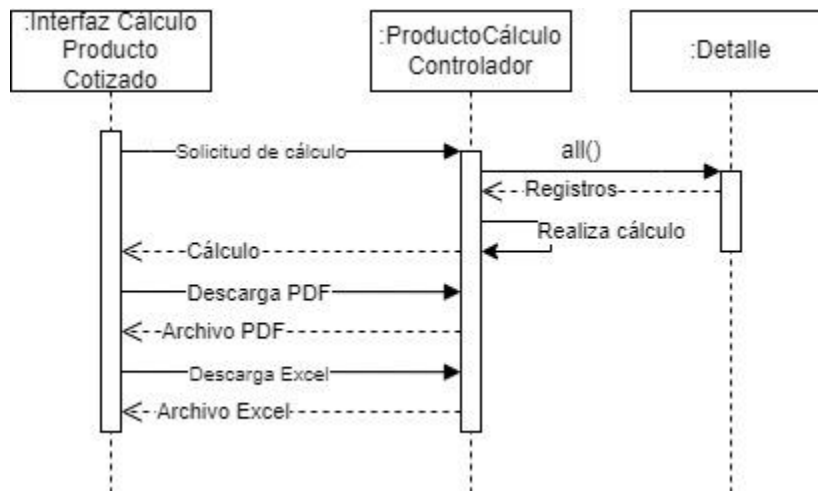 :Interfaz Cálculo
Producto
Cotizado
:ProductoCálculo
Controlador
:Detalle
Solicitud de cálculo
all()
Registros
Realiza cálculo
Cálculo
Descarga PDF
Archivo PDF
Descarga Excel
Archivo Excel